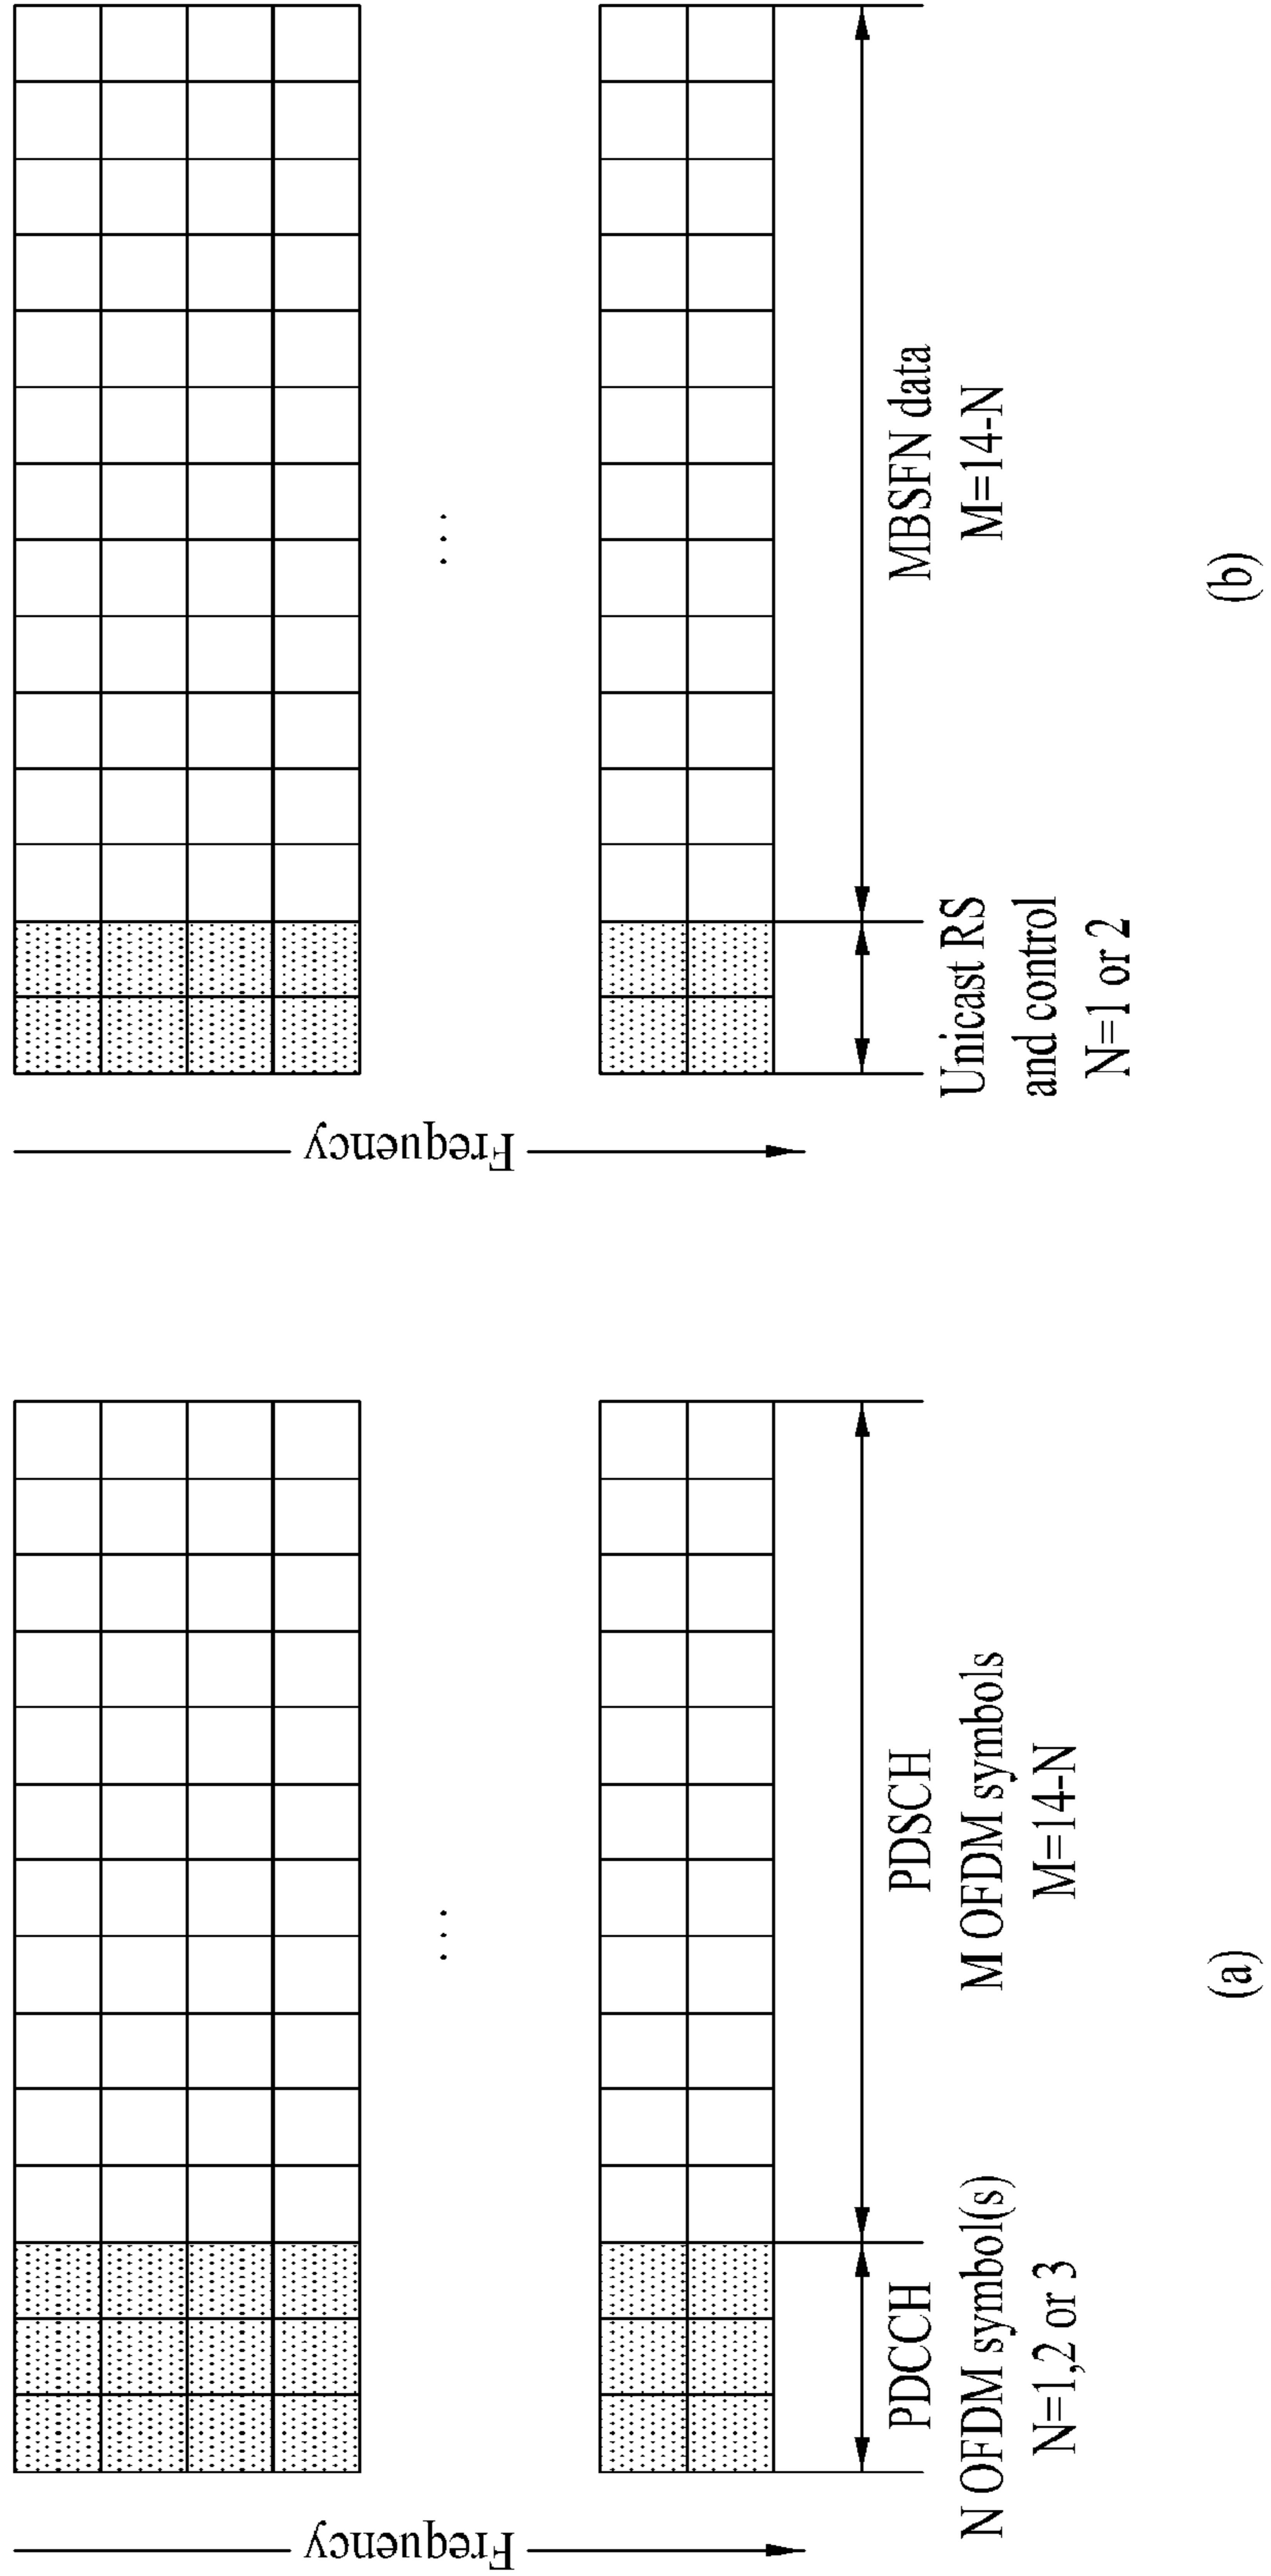 Frequency
PDCCH
N OFDM symbol(s)
N=1,2 or 3
PDSCH
M OFDM symbols
M=14-N
(a)
Frequency
Unicast RS
and control
N=1 or 2
MBSFN data
M=14-N
(b)